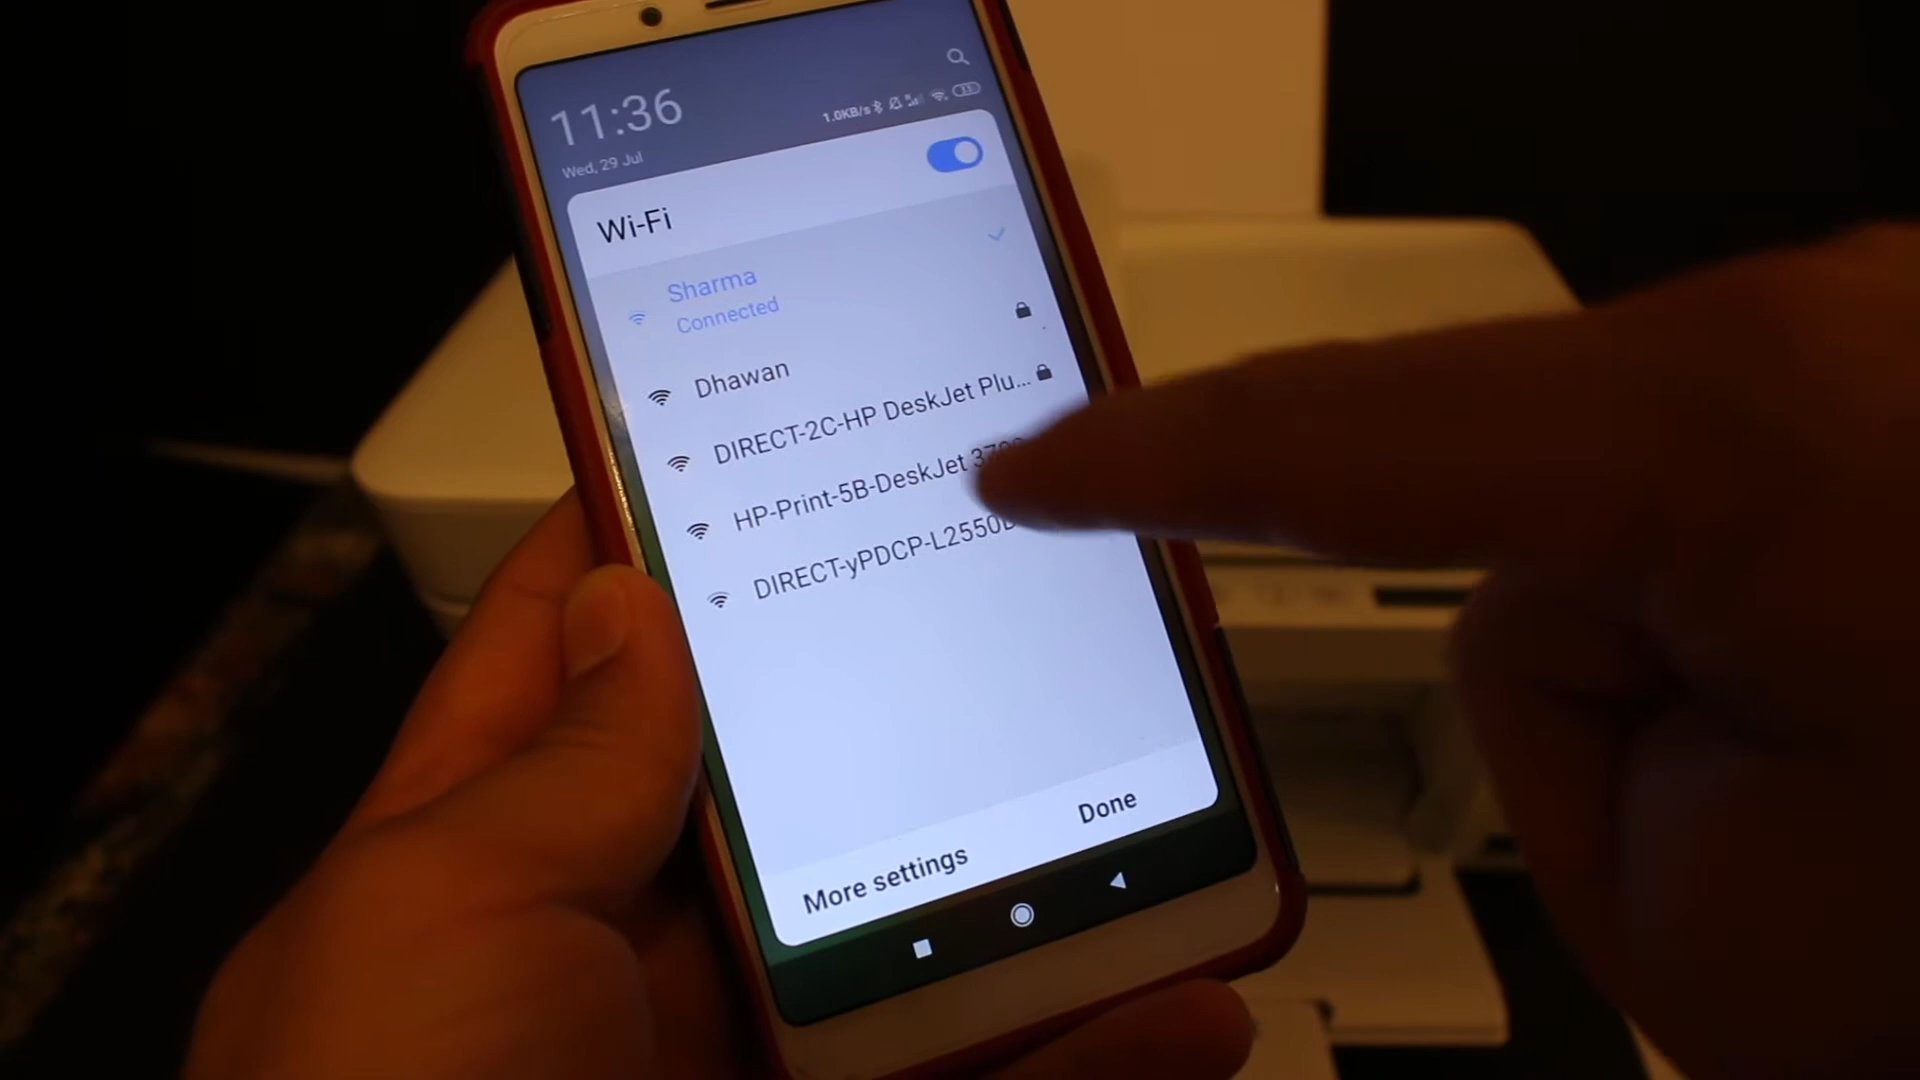 11:36
1.0KB/s
Wed, 29 Jul
Wi-Fi
Sharma
Connected
Dhawan
DIRECT-2C-HP DeskJet Plu...
HP-Print-5B-DeskJet
DIRECT-yPDCP-L2550D
More settings
Done